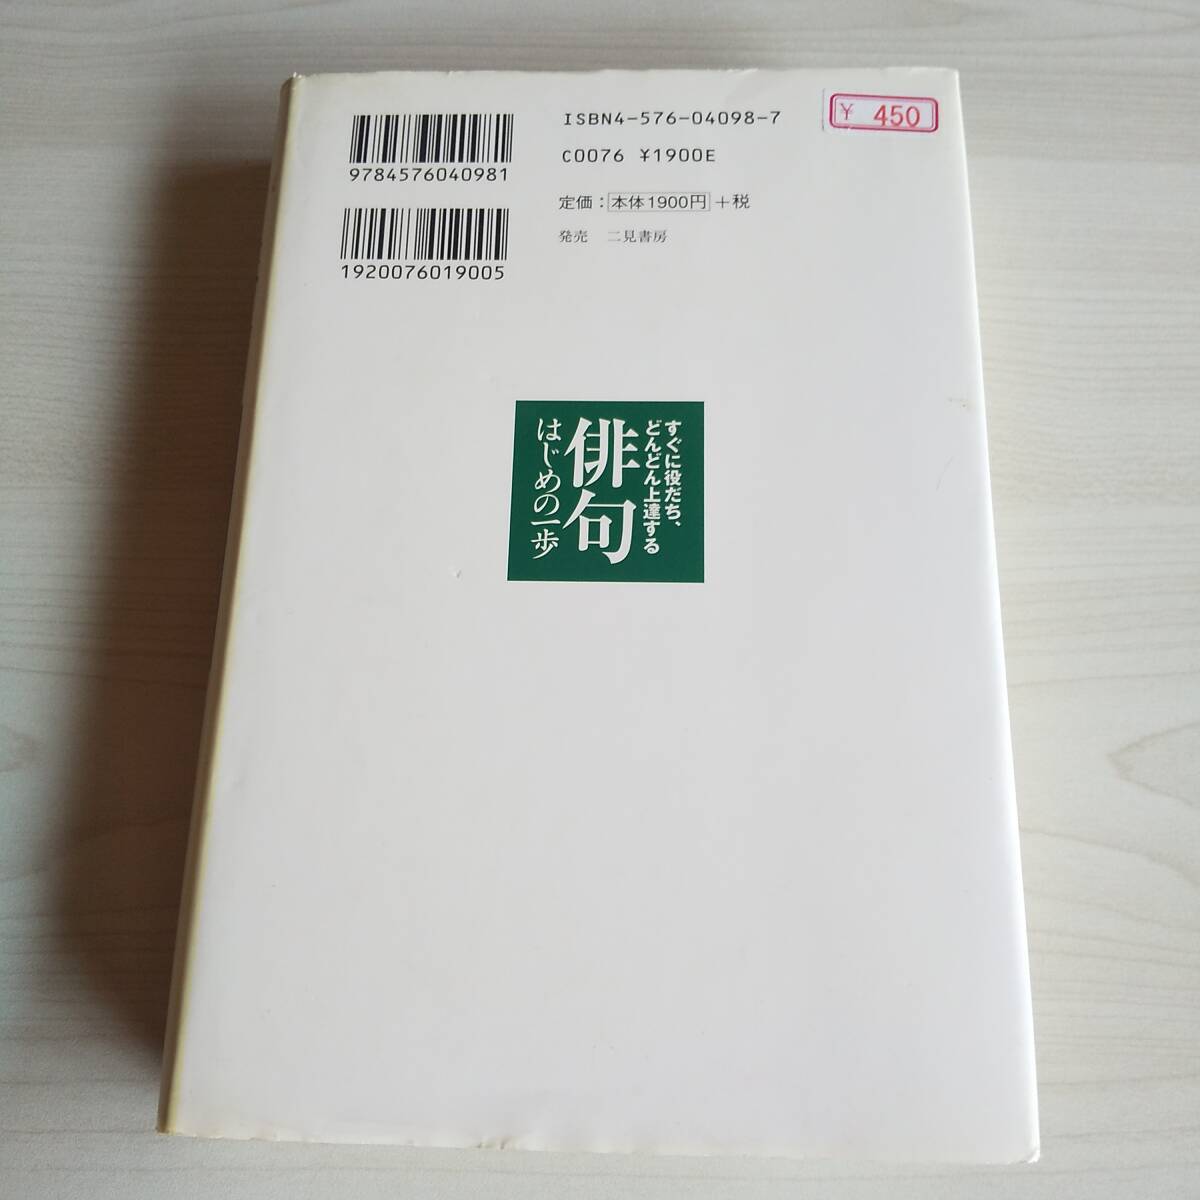 9784576040981
1920076019005
ISBN4-576-04098-7
C0076 ¥1900E
定価：本体1900円+税
発売 二見書房
¥ 450
すぐに役だち、
どんどん上達する
俳句
はじめの一歩